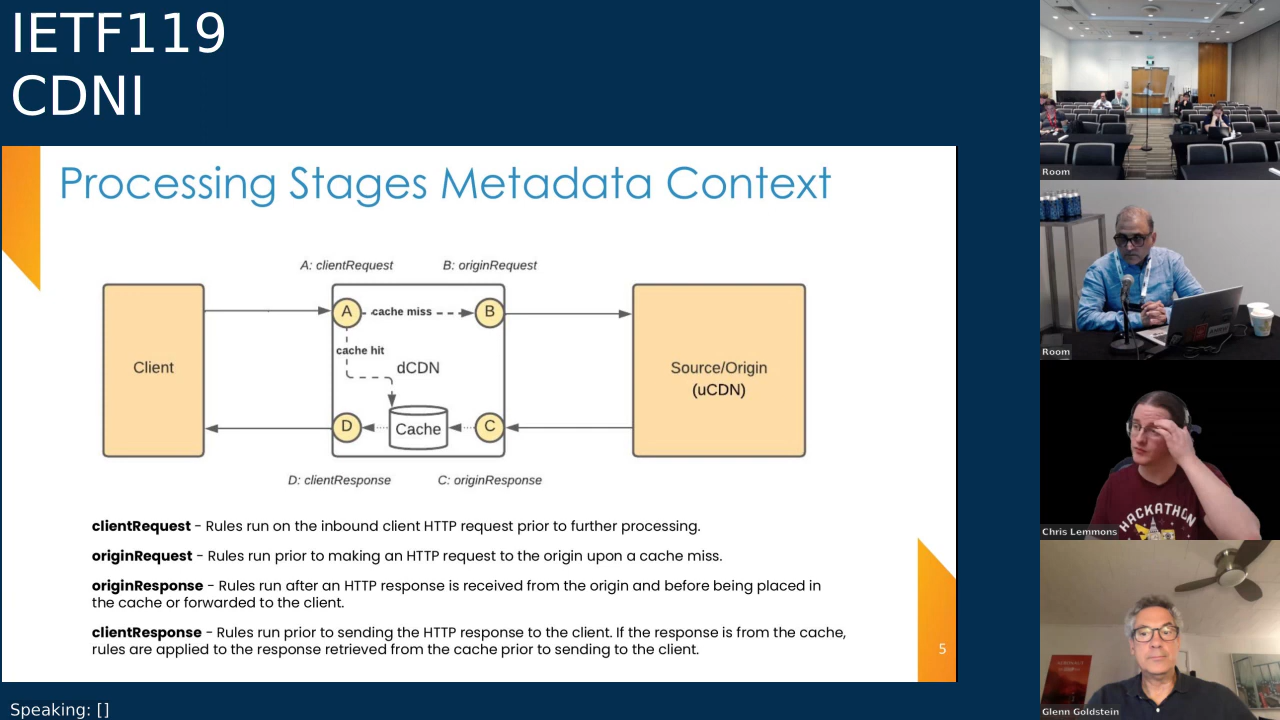 IETF119
CDNI
Processing Stages Metadata Context
A: clientRequest
B: originRequest
A
cache miss
B
cache hit
Client
dCDN
Source/Origin
(uCDN)
D
Cache
C
D: clientResponse
C: originResponse
clientRequest – Rules run on the inbound client HTTP request prior to further processing.
originRequest – Rules run prior to making an HTTP request to the origin upon a cache miss.
originResponse – Rules run after an HTTP response is received from the origin and before being placed in
the cache or forwarded to the client.
clientResponse – Rules run prior to sending the HTTP response to the client. If the response is from the cache,
rules are applied to the response retrieved from the cache prior to sending to the client.
5
Speaking: []
Room
Room
HACKATHON
Chris Lemmons
Glenn Goldstein